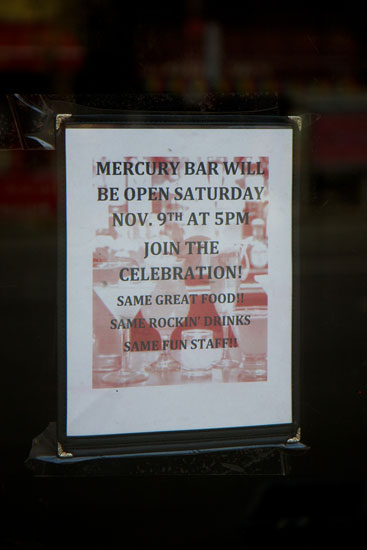 MERCURY BAR WILL
BE OPEN SATURDAY
NOV. 9TH AT 5PM
JOIN THE
CELEBRATION!
SAME GREAT FOOD!!
SAME ROCKIN' DRINKS
SAME FUN STAFF!!